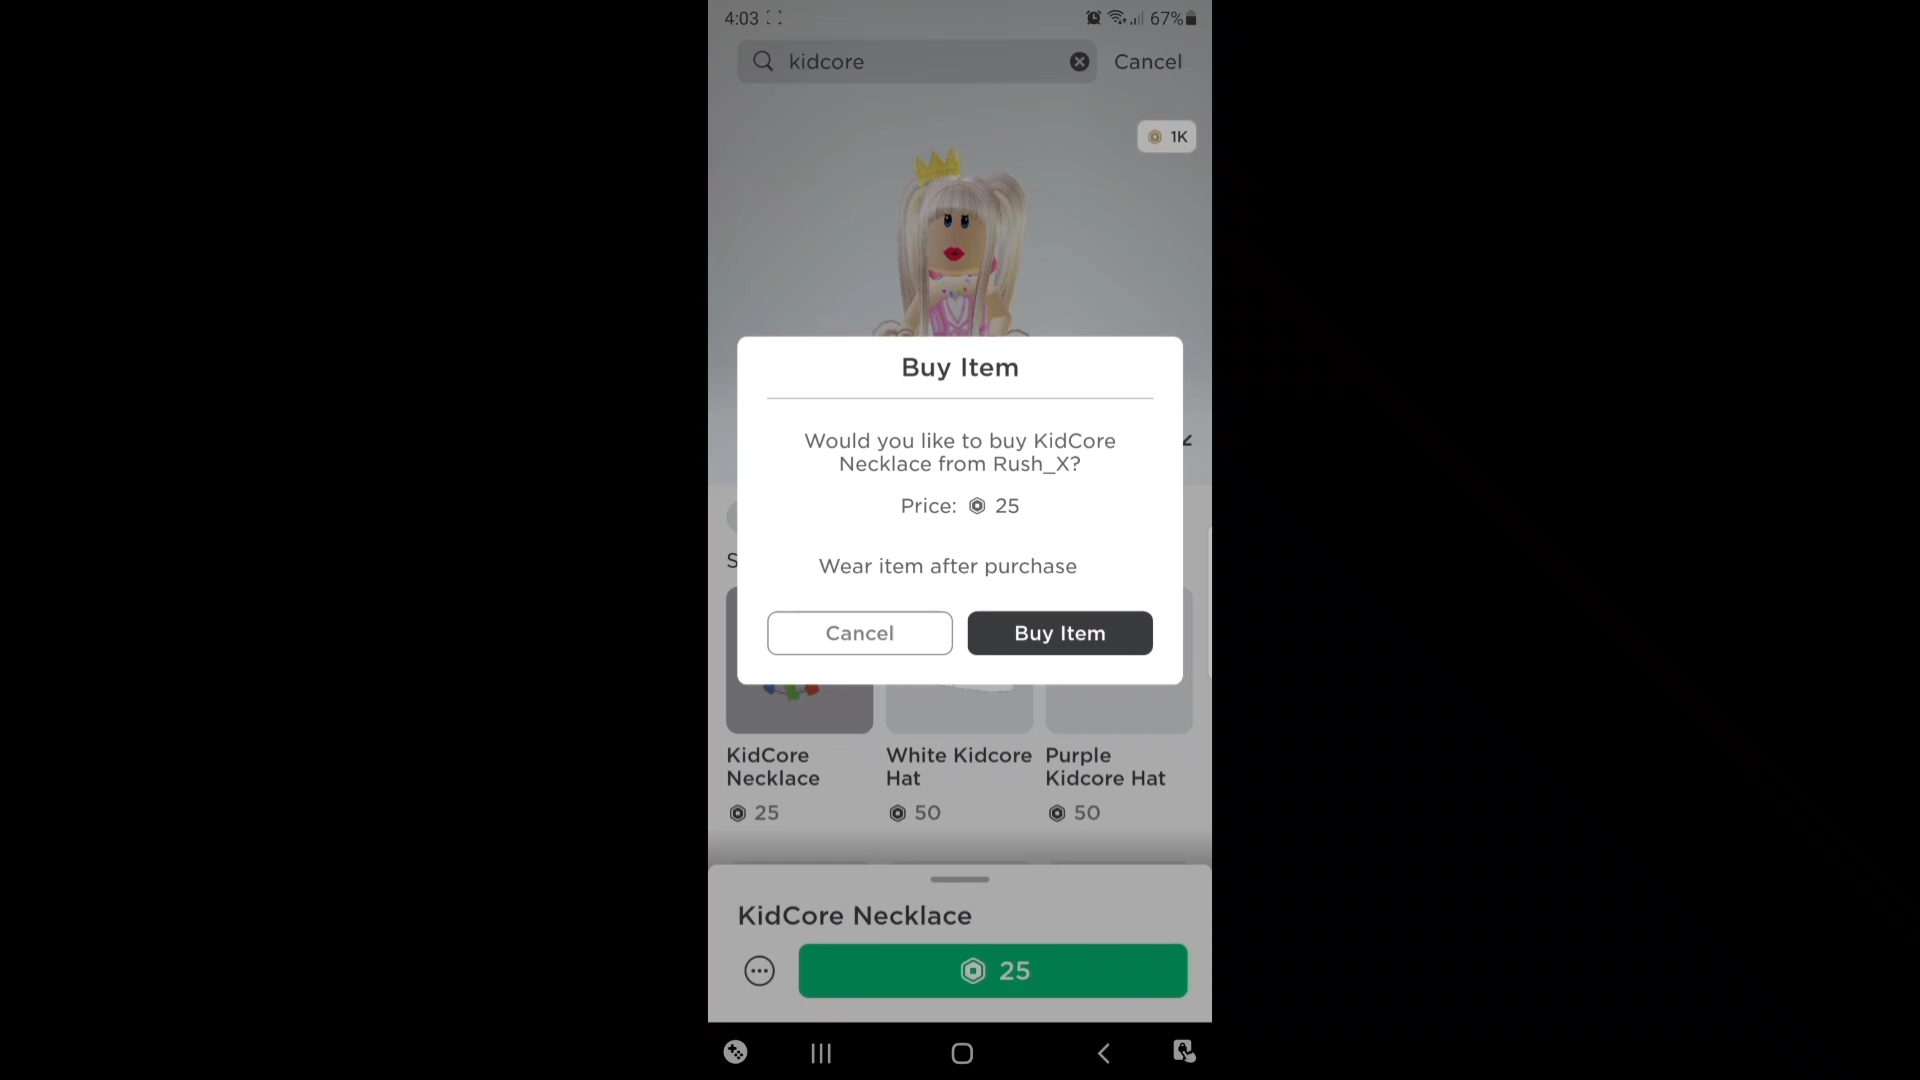 4:03
67%
kidcore
Cancel
1K
Buy Item
Would you like to buy KidCore
Necklace from Rush_X?
Price: 25
Wear item after purchase
Cancel
Buy Item
S
KidCore
Necklace
White Kidcore
Hat
Purple
Kidcore Hat
25
50
50
KidCore Necklace
25